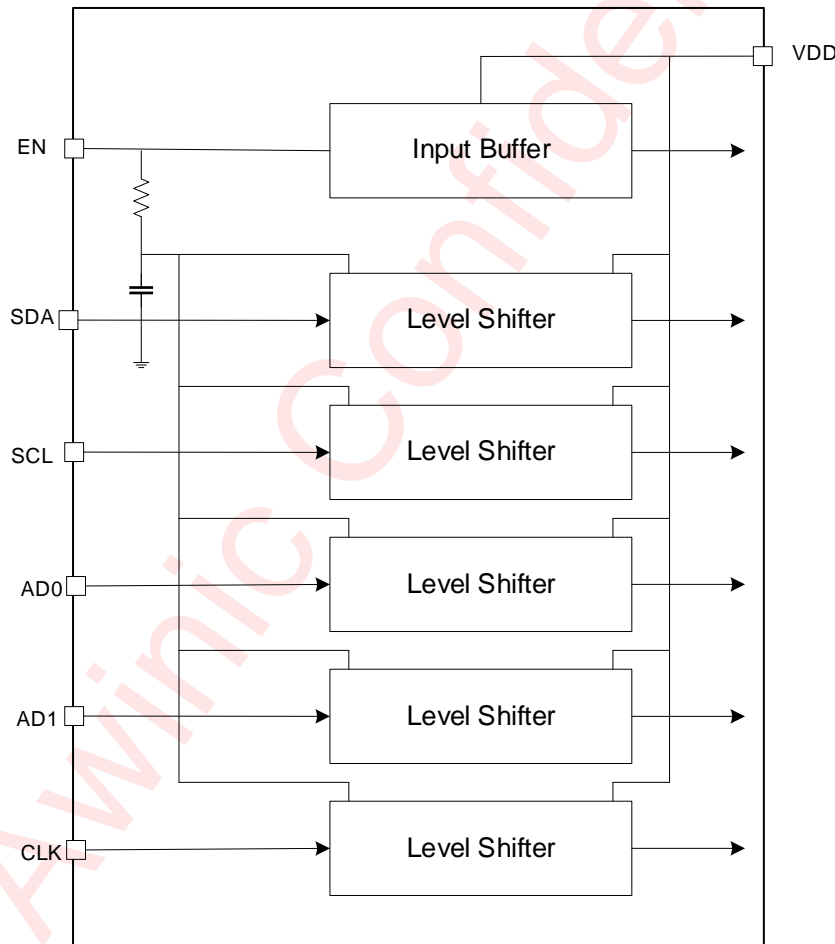 VDD
EN
Input Buffer
SDA
Level Shifter
SCL
Level Shifter
AD0
Level Shifter
AD1
Level Shifter
CLK
Level Shifter
Awinic Confiden